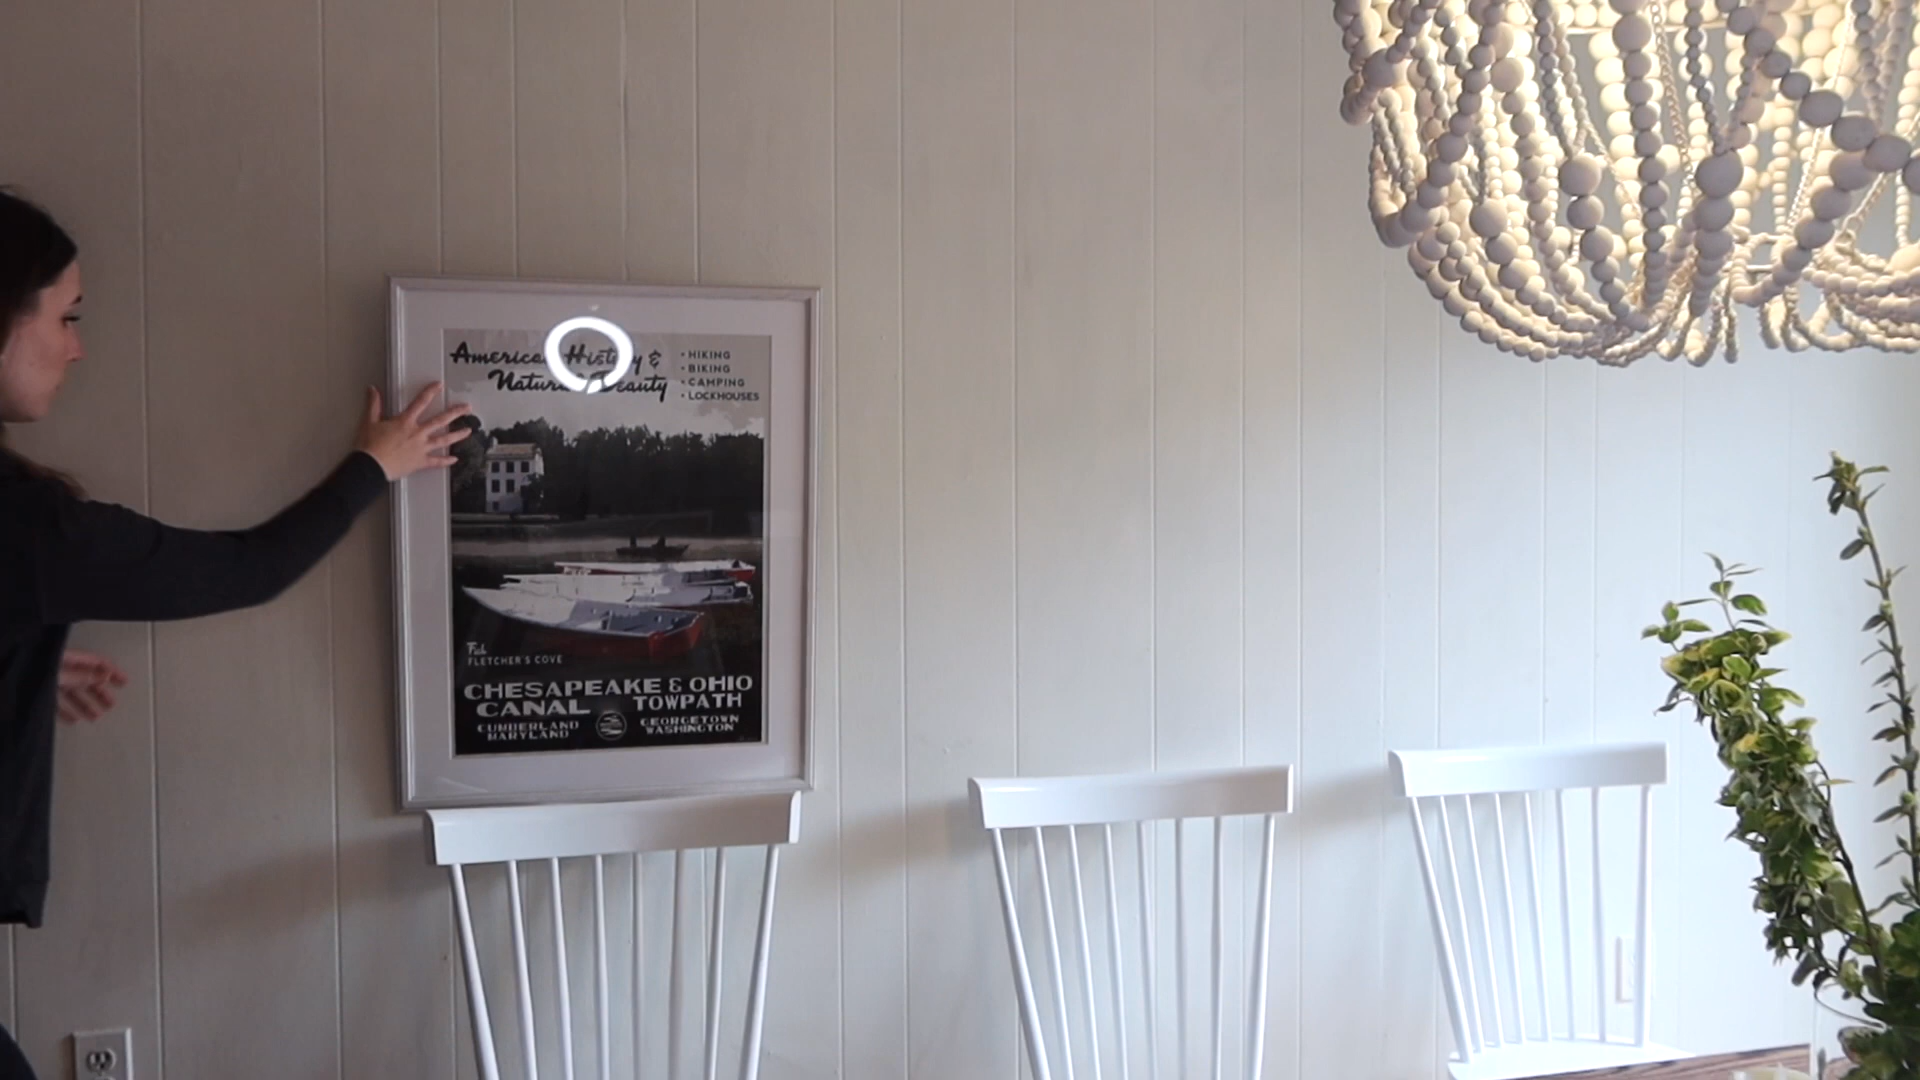 American History &
Natural Beauty
• HIKING
• BIKING
• CAMPING
• LOCKHOUSES
Fish
FLETCHER'S COVE
CHESAPEAKE & OHIO
CANAL TOWPATH
CUMBERLAND
MARYLAND
GEORGETOWN
WASHINGTON